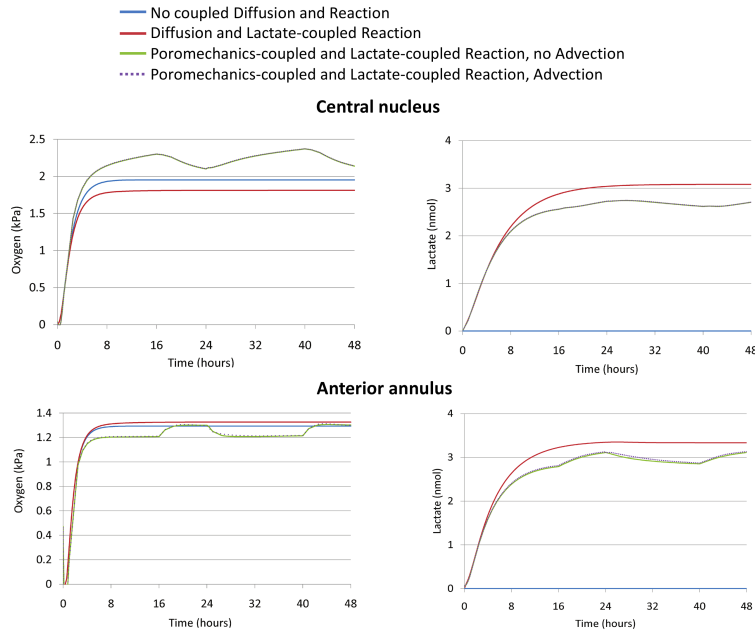 No coupled Diffusion and Reaction
Diffusion and Lactate-coupled Reaction
Poromechanics-coupled and Lactate-coupled Reaction, no Advection
Poromechanics-coupled and Lactate-coupled Reaction, Advection
Central nucleus
Oxygen (kPa)
2.5
2
1.5
1
0.5
0
0 8 16 24 32 40 48
Time (hours)
Lactate (nmol)
4
3
2
1
0
0 8 16 24 32 40 48
Time (hours)
Anterior annulus
Oxygen (kPa)
1.4
1.2
1
0.8
0.6
0.4
0.2
0
0 8 16 24 32 40 48
Time (hours)
Lactate (nmol)
4
3
2
1
0
0 8 16 24 32 40 48
Time (hours)